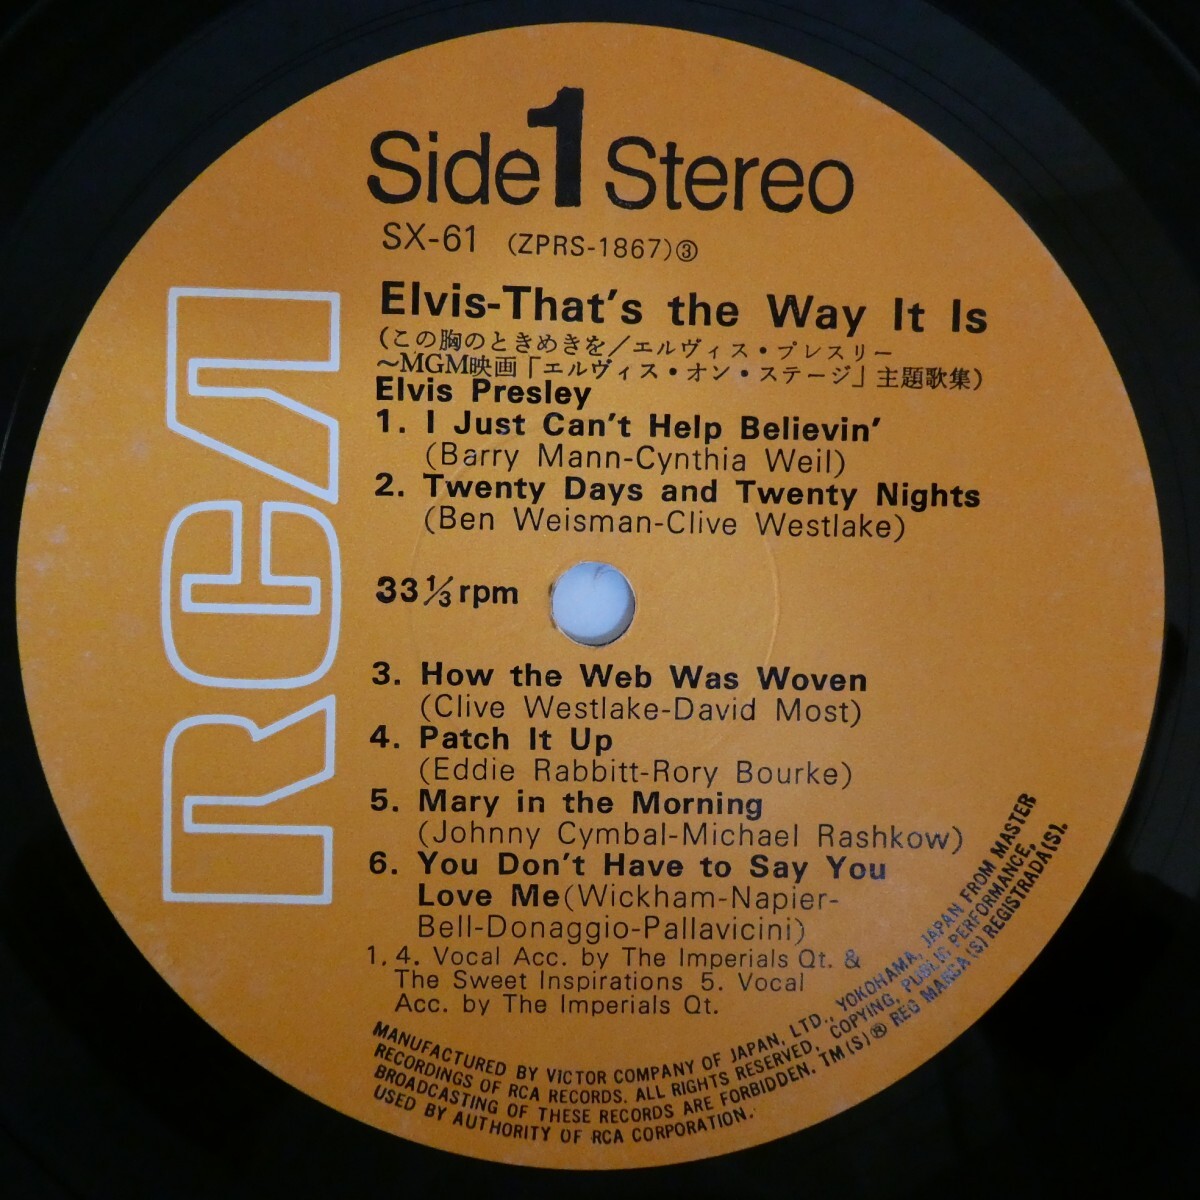 Side 1 Stereo
SX-61 (ZPRS-1867)③
Elvis-That's the Way It Is
(この胸のときめきを/エルヴィス・プレスリー
〜MGM映画「エルヴィス・オン・ステージ」主題歌集)
Elvis Presley
1. I Just Can't Help Believin'
(Barry Mann-Cynthia Weil)
2. Twenty Days and Twenty Nights
(Ben Weisman-Clive Westlake)
33 1/3 rpm
3. How the Web Was Woven
(Clive Westlake-David Most)
4. Patch It Up
(Eddie Rabbitt-Rory Bourke)
5. Mary in the Morning
(Johnny Cymbal-Michael Rashkow)
6. You Don't Have to Say You
Love Me(Wickham-Napier-
Bell-Donaggio-Pallavicini)
1. 4. Vocal Acc. by The Imperials Qt. &
The Sweet Inspirations 5. Vocal
Acc. by The Imperials Qt.
RCA
MANUFACTURED BY VICTOR COMPANY OF JAPAN, LTD., YOKOHAMA, JAPAN FROM MASTER
RECORDINGS OF RCA RECORDS. ALL RIGHTS RESERVED, COPYING, PUBLIC PERFORMANCE,
BROADCASTING OF THESE RECORDS ARE FORBIDDEN. TM(S)® REG MARCA(S) REGISTRADA(S).
USED BY AUTHORITY OF RCA CORPORATION.